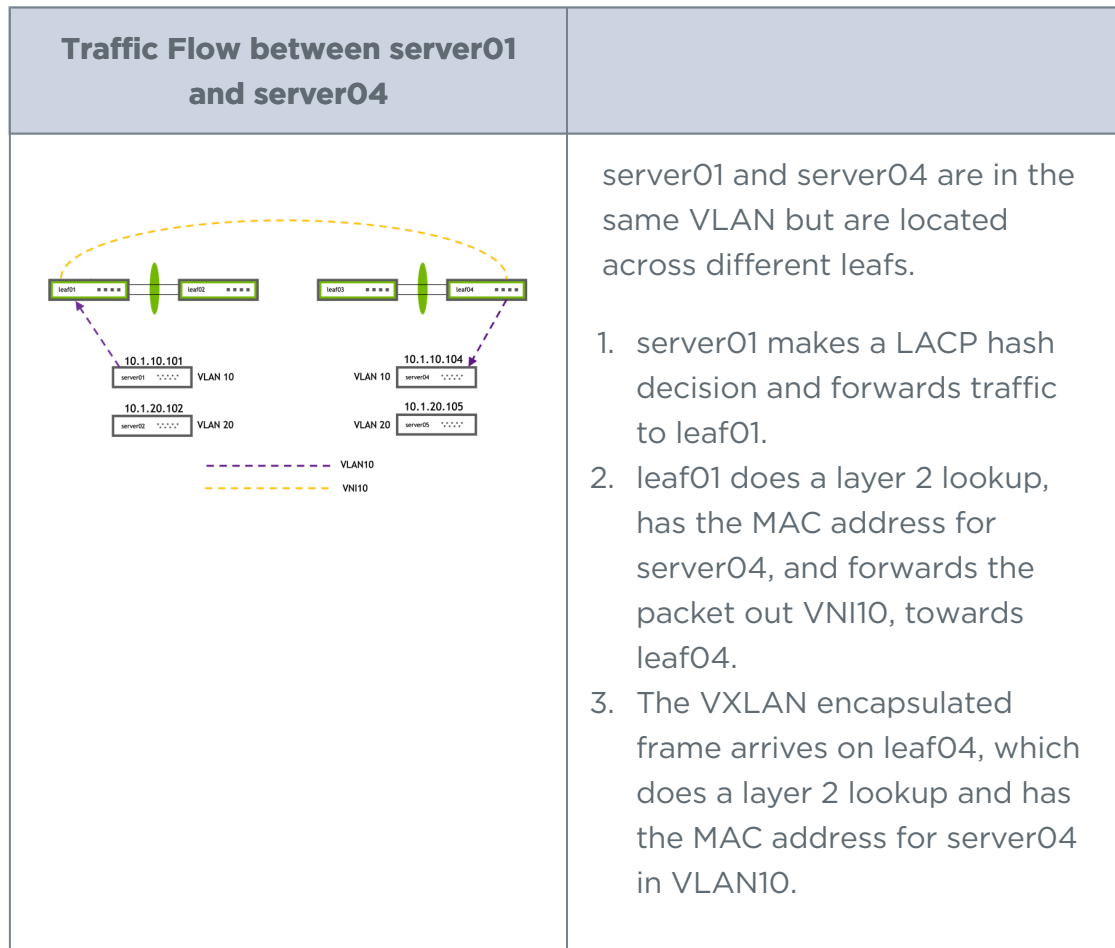 Traffic Flow between server01
and server04
leaf01
leaf02
leaf03
leaf04
10.1.10.101
server01
VLAN 10
10.1.20.102
server02
VLAN 20
10.1.10.104
VLAN 10
server04
10.1.20.105
VLAN 20
server05
VLAN10
VNI10
server01 and server04 are in the
same VLAN but are located
across different leafs.
1. server01 makes a LACP hash
decision and forwards traffic
to leaf01.
2. leaf01 does a layer 2 lookup,
has the MAC address for
server04, and forwards the
packet out VNI10, towards
leaf04.
3. The VXLAN encapsulated
frame arrives on leaf04, which
does a layer 2 lookup and has
the MAC address for server04
in VLAN10.